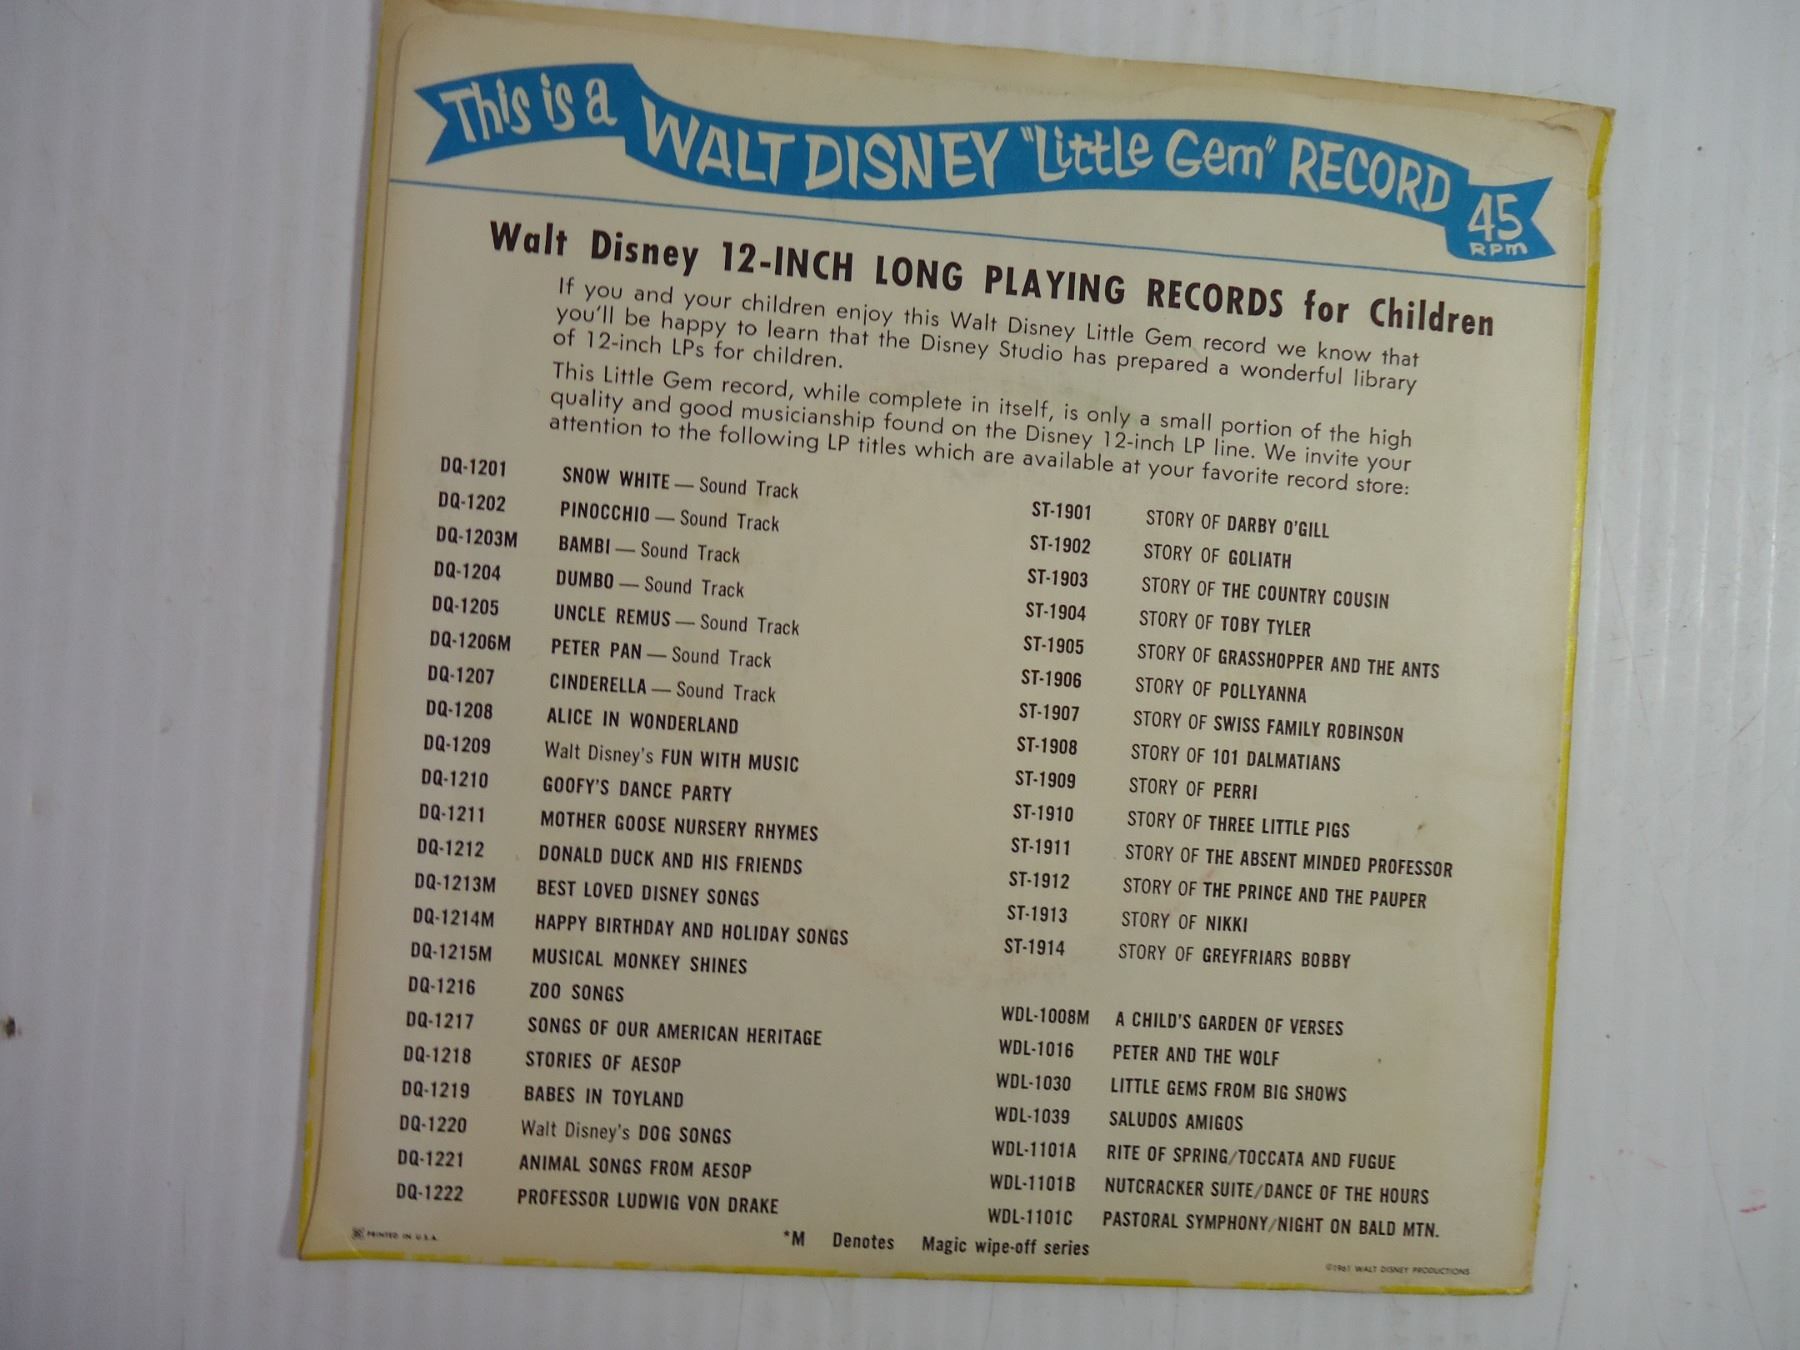 This is a WALT DISNEY "Little Gem" RECORD 45 RPM
Walt Disney 12-INCH LONG PLAYING RECORDS for Children
If you and your children enjoy this Walt Disney Little Gem record we know that
you'll be happy to learn that the Disney Studio has prepared a wonderful library
of 12-inch LPs for children.
This Little Gem record, while complete in itself, is only a small portion of the high
quality and good musicianship found on the Disney 12-inch LP line. We invite your
attention to the following LP titles which are available at your favorite record store:
DQ-1201 SNOW WHITE — Sound Track
DQ-1202 PINOCCHIO — Sound Track
DQ-1203M BAMBI — Sound Track
DQ-1204 DUMBO — Sound Track
DQ-1205 UNCLE REMUS — Sound Track
DQ-1206M PETER PAN — Sound Track
DQ-1207 CINDERELLA — Sound Track
DQ-1208 ALICE IN WONDERLAND
DQ-1209 Walt Disney's FUN WITH MUSIC
DQ-1210 GOOFY'S DANCE PARTY
DQ-1211 MOTHER GOOSE NURSERY RHYMES
DQ-1212 DONALD DUCK AND HIS FRIENDS
DQ-1213M BEST LOVED DISNEY SONGS
DQ-1214M HAPPY BIRTHDAY AND HOLIDAY SONGS
DQ-1215M MUSICAL MONKEY SHINES
DQ-1216 ZOO SONGS
DQ-1217 SONGS OF OUR AMERICAN HERITAGE
DQ-1218 STORIES OF AESOP
DQ-1219 BABES IN TOYLAND
DQ-1220 Walt Disney's DOG SONGS
DQ-1221 ANIMAL SONGS FROM AESOP
DQ-1222 PROFESSOR LUDWIG VON DRAKE
ST-1901 STORY OF DARBY O'GILL
ST-1902 STORY OF GOLIATH
ST-1903 STORY OF THE COUNTRY COUSIN
ST-1904 STORY OF TOBY TYLER
ST-1905 STORY OF GRASSHOPPER AND THE ANTS
ST-1906 STORY OF POLLYANNA
ST-1907 STORY OF SWISS FAMILY ROBINSON
ST-1908 STORY OF 101 DALMATIANS
ST-1909 STORY OF PERRI
ST-1910 STORY OF THREE LITTLE PIGS
ST-1911 STORY OF THE ABSENT MINDED PROFESSOR
ST-1912 STORY OF THE PRINCE AND THE PAUPER
ST-1913 STORY OF NIKKI
ST-1914 STORY OF GREYFRIARS BOBBY
WDL-1008M A CHILD'S GARDEN OF VERSES
WDL-1016 PETER AND THE WOLF
WDL-1030 LITTLE GEMS FROM BIG SHOWS
WDL-1039 SALUDOS AMIGOS
WDL-1101A RITE OF SPRING/TOCCATA AND FUGUE
WDL-1101B NUTCRACKER SUITE/DANCE OF THE HOURS
WDL-1101C PASTORAL SYMPHONY/NIGHT ON BALD MTN.
*M Denotes Magic wipe-off series
PRINTED IN U.S.A.
©1961 WALT DISNEY PRODUCTIONS